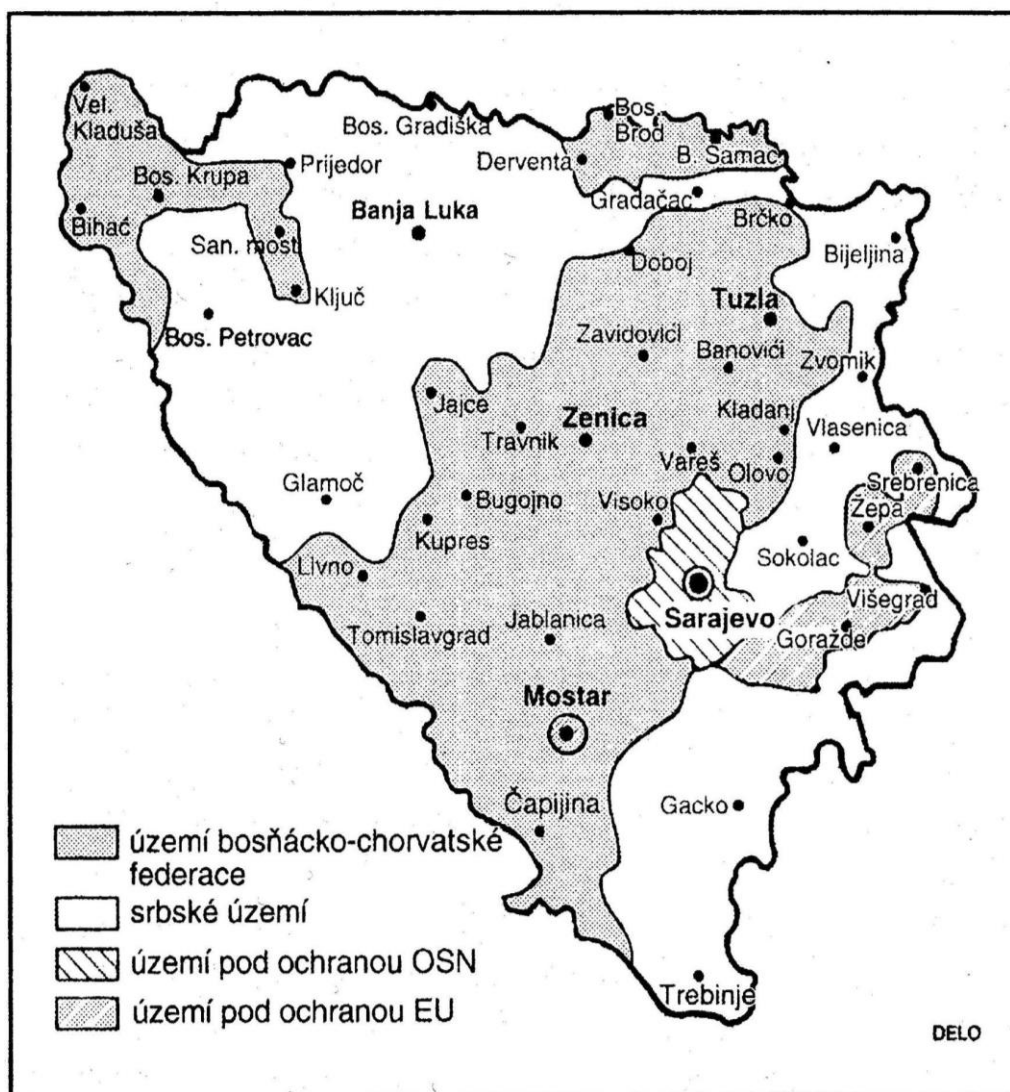 Vel.
Kladuša
Bos. Gradiška
Bos.
Brod
Derventa
B. Šamac
Prijedor
Bos. Krupa
Gradačac
Brčko
Bihać
Banja Luka
San. most
Doboj
Bijeljina
Ključ
Tuzla
Bos. Petrovac
Zavidovići
Banovići
Zvornik
Jajce
Kladanj
Travnik
Zenica
Vlasenica
Vareš
Olovo
Srebrenica
Glamoč
Bugojno
Visoko
Žepa
Kupres
Sokolac
Livno
Višegrad
Sarajevo
Tomislavgrad
Jablanica
Goražde
Mostar
Čapijina
Gacko
Trebinje
území bosňácko-chorvatské
federace
srbské území
území pod ochranou OSN
území pod ochranou EU
DELO